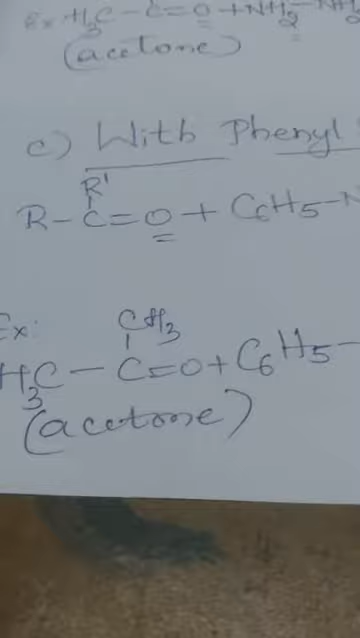 Ex: H₃C - C = O + NH₂ - NH₂
(acetone)
c) With Phenyl
R'
R - C = O + C6H5 - N
Ex:
CH₃
H₃C - C = O + C₆H₅ -
(acetone)